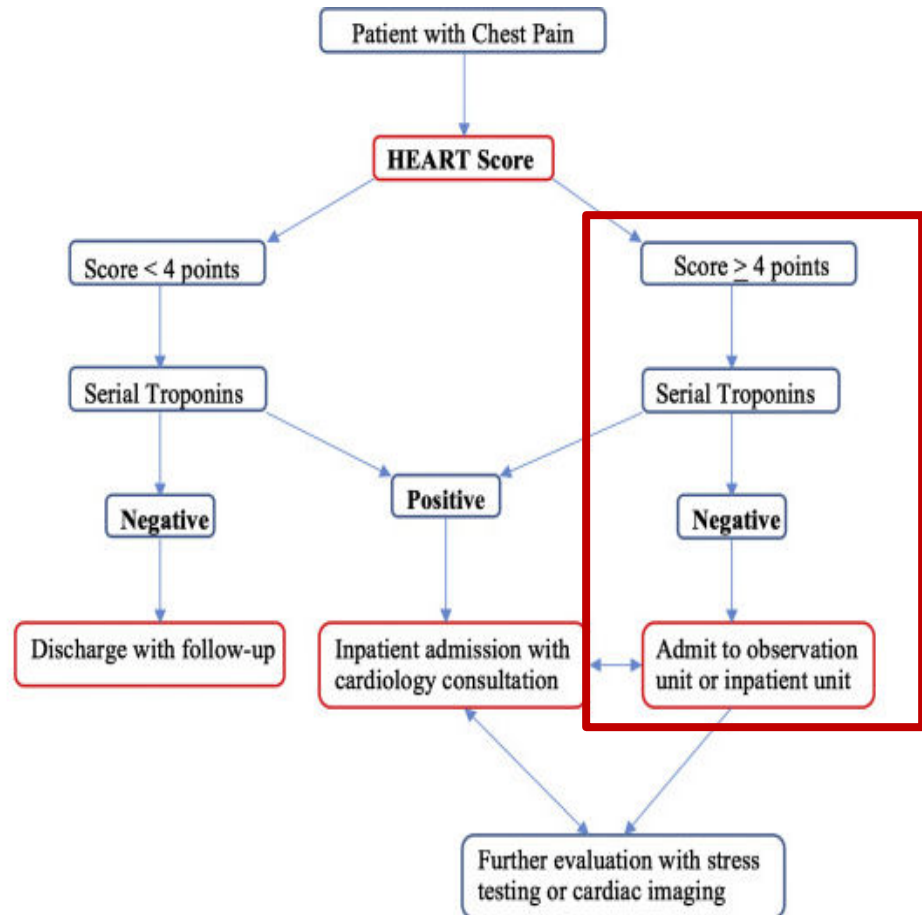 Patient with Chest Pain
HEART Score
Score < 4 points
Score ≥ 4 points
Serial Troponins
Serial Troponins
Negative
Positive
Negative
Discharge with follow-up
Inpatient admission with
cardiology consultation
Admit to observation
unit or inpatient unit
Further evaluation with stress
testing or cardiac imaging